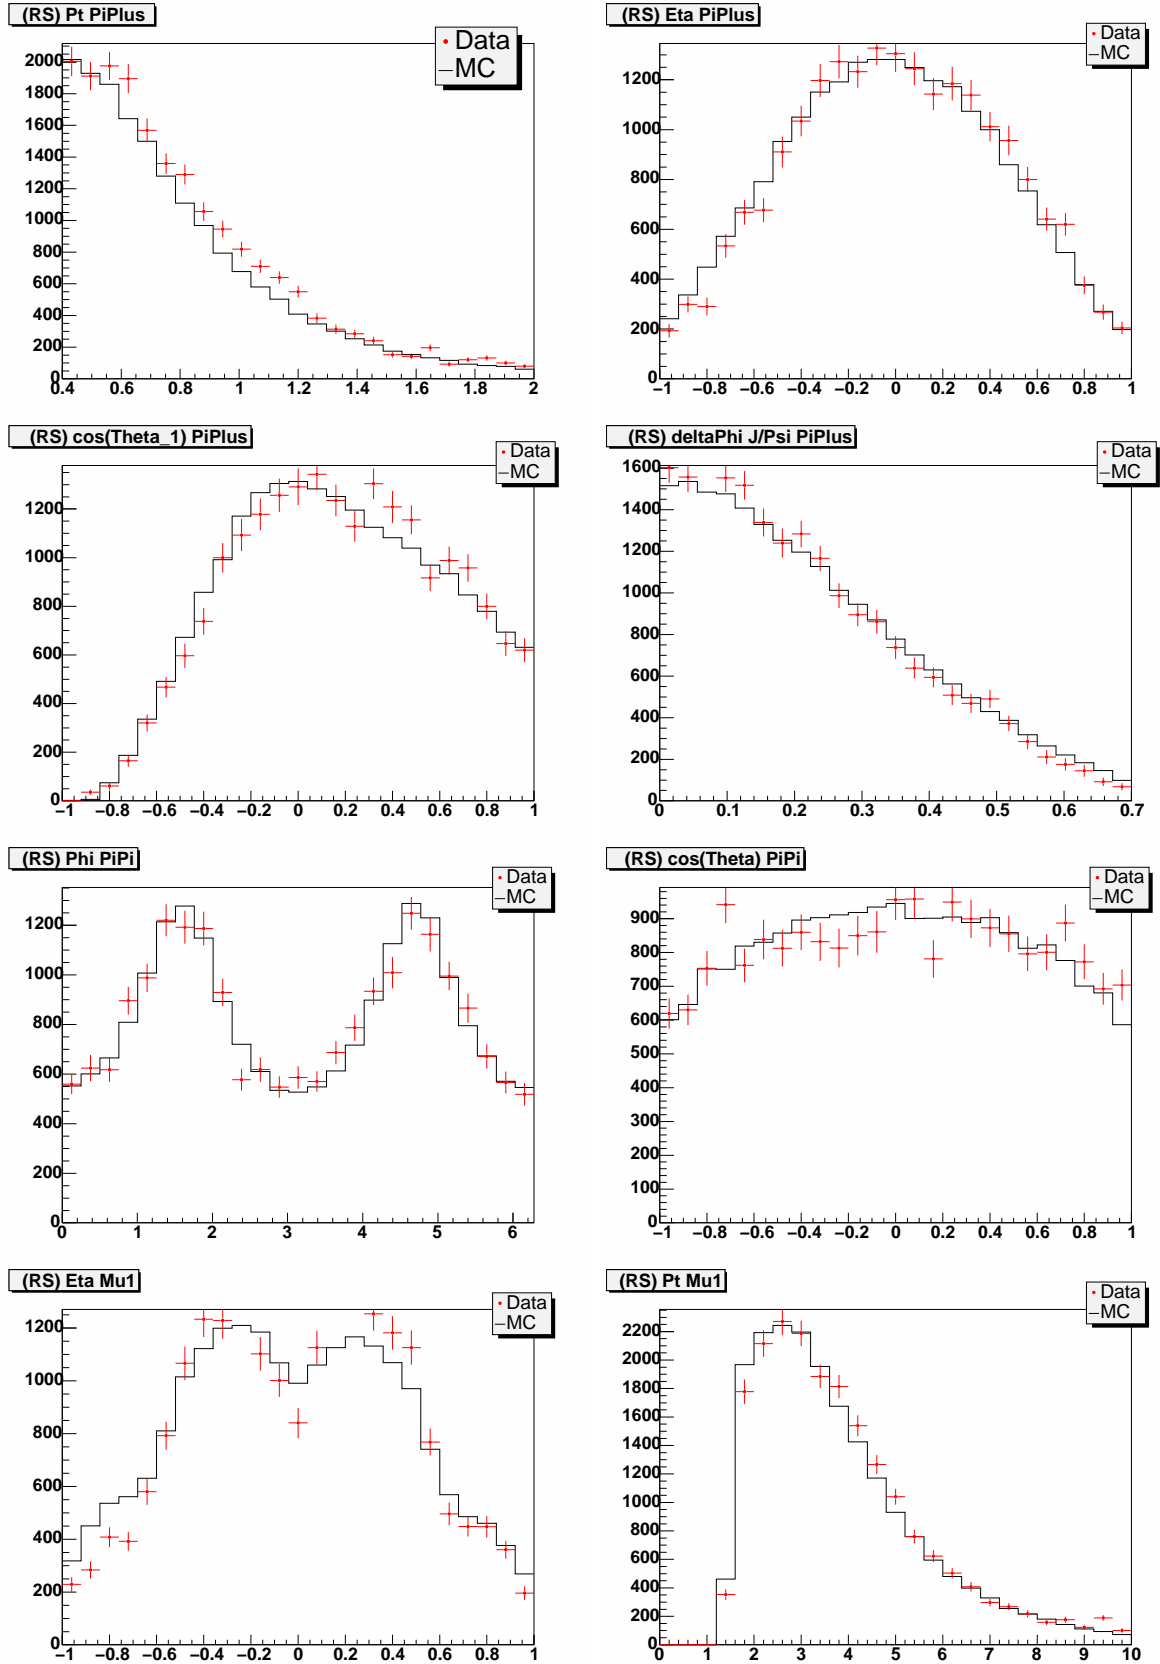 (RS) Pt PiPlus
Data
MC
2000
1800
1600
1400
1200
1000
800
600
400
200
0
0.4 0.6 0.8 1 1.2 1.4 1.6 1.8 2
(RS) Eta PiPlus
Data
MC
1200
1000
800
600
400
200
0
−1 −0.8 −0.6 −0.4 −0.2 0 0.2 0.4 0.6 0.8 1
(RS) cos(Theta_1) PiPlus
Data
MC
1200
1000
800
600
400
200
0
−1 −0.8 −0.6 −0.4 −0.2 0 0.2 0.4 0.6 0.8 1
(RS) deltaPhi J/Psi PiPlus
Data
MC
1600
1400
1200
1000
800
600
400
200
0
0 0.1 0.2 0.3 0.4 0.5 0.6 0.7
(RS) Phi PiPi
Data
MC
1200
1000
800
600
400
200
0
0 1 2 3 4 5 6
(RS) cos(Theta) PiPi
Data
MC
900
800
700
600
500
400
300
200
100
0
−1 −0.8 −0.6 −0.4 −0.2 0 0.2 0.4 0.6 0.8 1
(RS) Eta Mu1
Data
MC
1200
1000
800
600
400
200
0
−1 −0.8 −0.6 −0.4 −0.2 0 0.2 0.4 0.6 0.8 1
(RS) Pt Mu1
Data
MC
2200
2000
1800
1600
1400
1200
1000
800
600
400
200
0
0 1 2 3 4 5 6 7 8 9 10